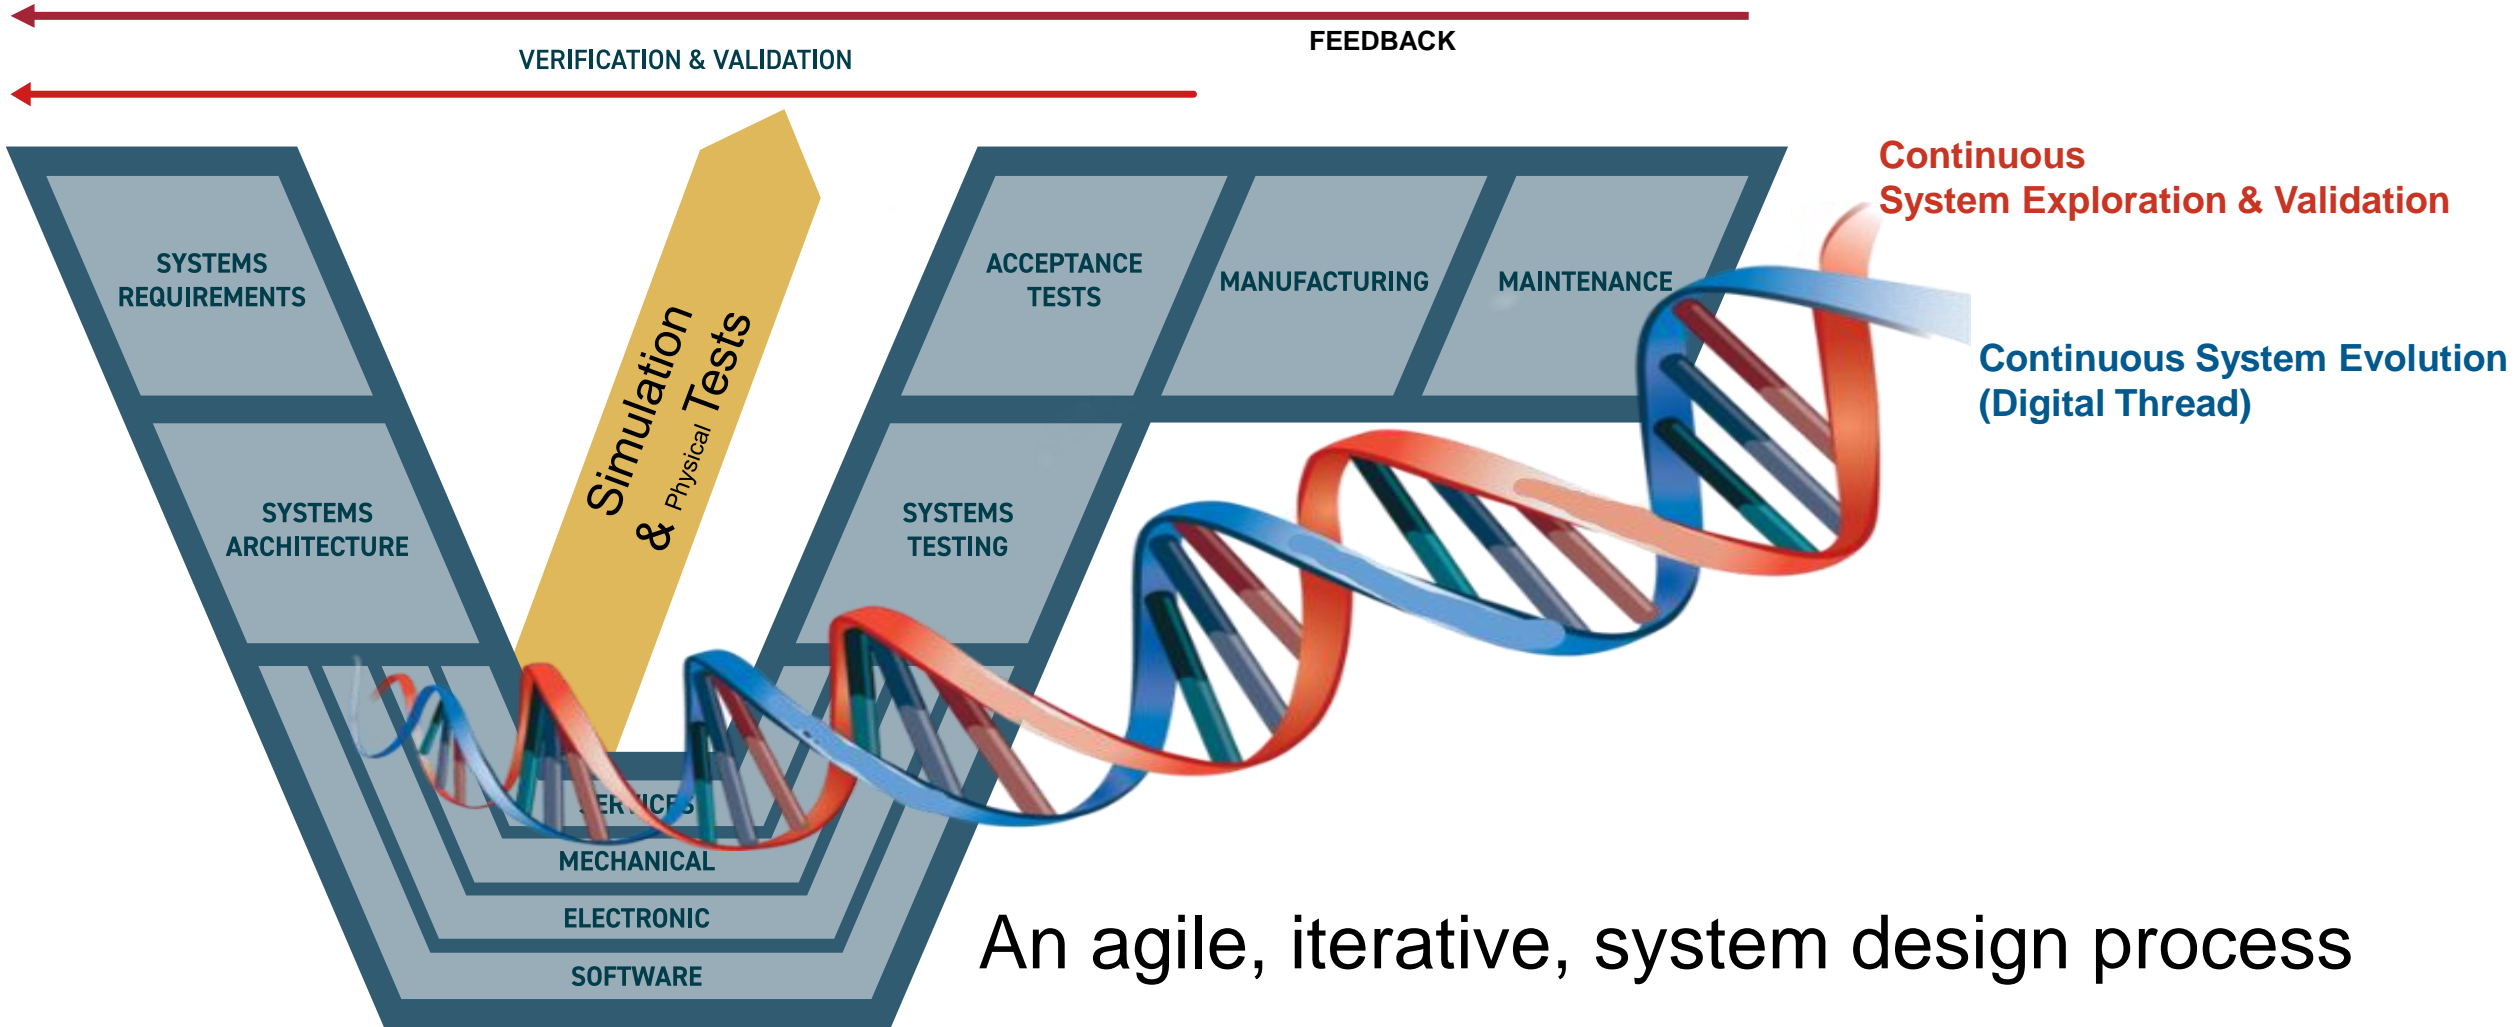 FEEDBACK
VERIFICATION & VALIDATION
Continuous
System Exploration & Validation
SYSTEMS
REQUIREMENTS
ACCEPTANCE
TESTS
MANUFACTURING
MAINTENANCE
Simulation
& Physical Tests
Continuous System Evolution
(Digital Thread)
SYSTEMS
ARCHITECTURE
SYSTEMS
TESTING
SERVICES
MECHANICAL
ELECTRONIC
SOFTWARE
An agile, iterative, system design process